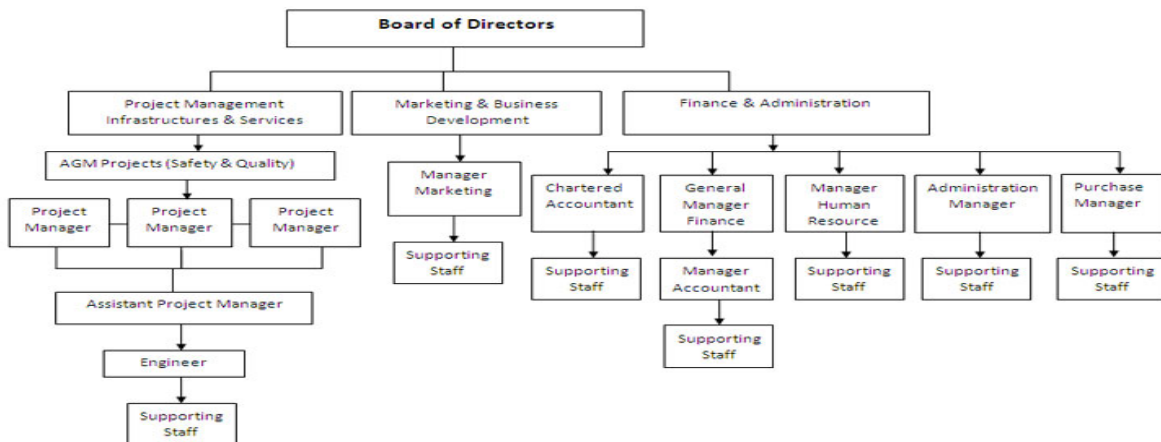 Board of Directors
Project Management
Infrastructures & Services
Marketing & Business
Development
Finance & Administration
AGM Projects (Safety & Quality)
Manager
Marketing
Chartered
Accountant
General
Manager
Finance
Manager
Human
Resource
Administration
Manager
Purchase
Manager
Project
Manager
Project
Manager
Project
Manager
Supporting
Staff
Supporting
Staff
Manager
Accountant
Supporting
Staff
Supporting
Staff
Supporting
Staff
Assistant Project Manager
Supporting
Staff
Engineer
Supporting
Staff